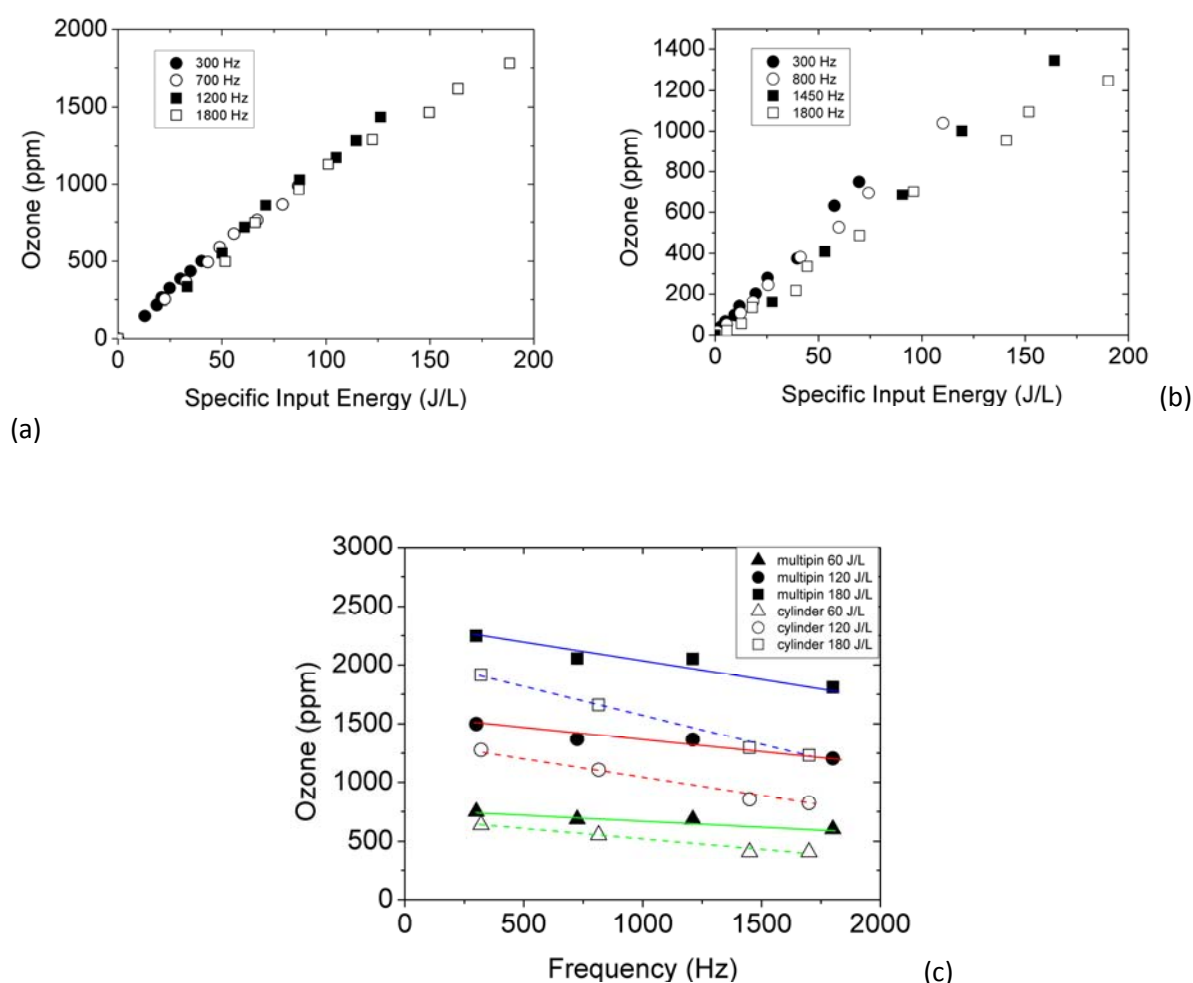 2000
1500
1000
500
0
Ozone (ppm)
300 Hz
700 Hz
1200 Hz
1800 Hz
0 50 100 150 200
Specific Input Energy (J/L)
(a)
1400
1200
1000
800
600
400
200
0
Ozone (ppm)
300 Hz
800 Hz
1450 Hz
1800 Hz
0 50 100 150 200
Specific Input Energy (J/L)
(b)
3000
2500
2000
1500
1000
500
0
Ozone (ppm)
multipin 60 J/L
multipin 120 J/L
multipin 180 J/L
cylinder 60 J/L
cylinder 120 J/L
cylinder 180 J/L
0 500 1000 1500 2000
Frequency (Hz)
(c)